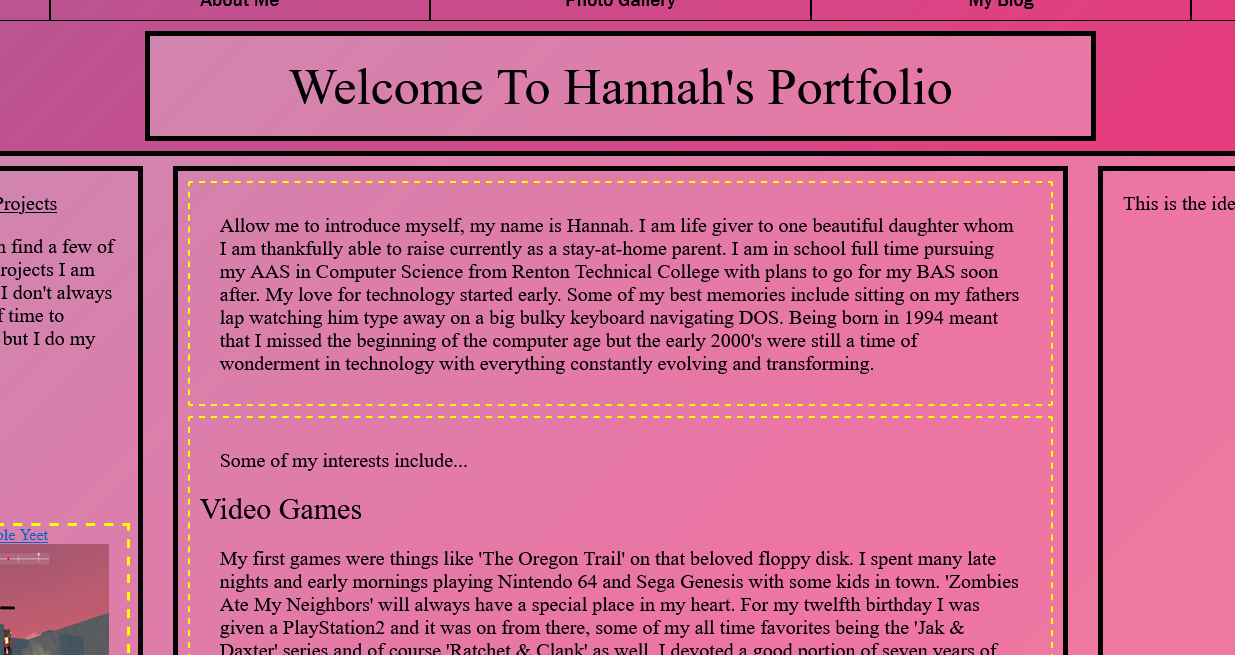 About Me
Photo Gallery
My Blog
Welcome To Hannah's Portfolio
Projects
find a few of
I am
I don't always
time to
but I do my
Yeet
Allow me to introduce myself, my name is Hannah. I am life giver to one beautiful daughter whom
I am thankfully able to raise currently as a stay-at-home parent. I am in school full time pursuing
my AAS in Computer Science from Renton Technical College with plans to go for my BAS soon
after. My love for technology started early. Some of my best memories include sitting on my fathers
lap watching him type away on a big bulky keyboard navigating DOS. Being born in 1994 meant
that I missed the beginning of the computer age but the early 2000's were still a time of
wonderment in technology with everything constantly evolving and transforming.
Some of my interests include...
Video Games
My first games were things like 'The Oregon Trail' on that beloved floppy disk. I spent many late
nights and early mornings playing Nintendo 64 and Sega Genesis with some kids in town. 'Zombies
Ate My Neighbors' will always have a special place in my heart. For my twelfth birthday I was
given a PlayStation2 and it was on from there, some of my all time favorites being the 'Jak &
Daxter' series and of course 'Ratchet & Clank' as well. I devoted a good portion of seven years of
This is the